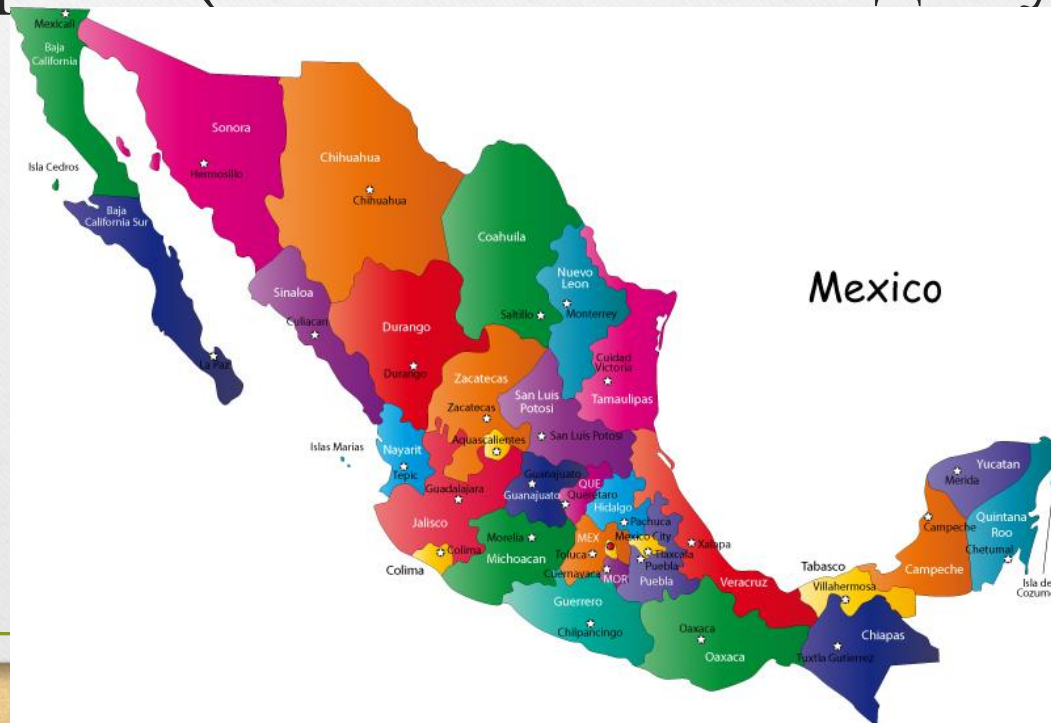 Mexicali
Baja
California
Sonora
Hermosillo
Isla Cedros
Baja
California Sur
La Paz
Chihuahua
Chihuahua
Coahuila
Saltillo
Nuevo
Leon
Monterrey
Mexico
Sinaloa
Culiacan
Durango
Durango
Cuidad
Victoria
Tamaulipas
Zacatecas
Zacatecas
San Luis
Potosi
San Luis Potosi
Aquascalientes
Islas Marias
Nayarit
Tepic
Guadalajara
Jalisco
Guanajuato
Guanajuato
QUE
Queretaro
Hidalgo
Pachuca
Colima
Colima
Morelia
Michoacan
MEX
Mexico City
Toluca
Tlaxcala
Cuernavaca
MOR
Puebla
Puebla
Xalapa
Veracruz
Guerrero
Chilpancingo
Oaxaca
Oaxaca
Tabasco
Villahermosa
Chiapas
Tuxtla Gutierrez
Yucatan
Merida
Campeche
Campeche
Quintana
Roo
Chetumal
Isla de